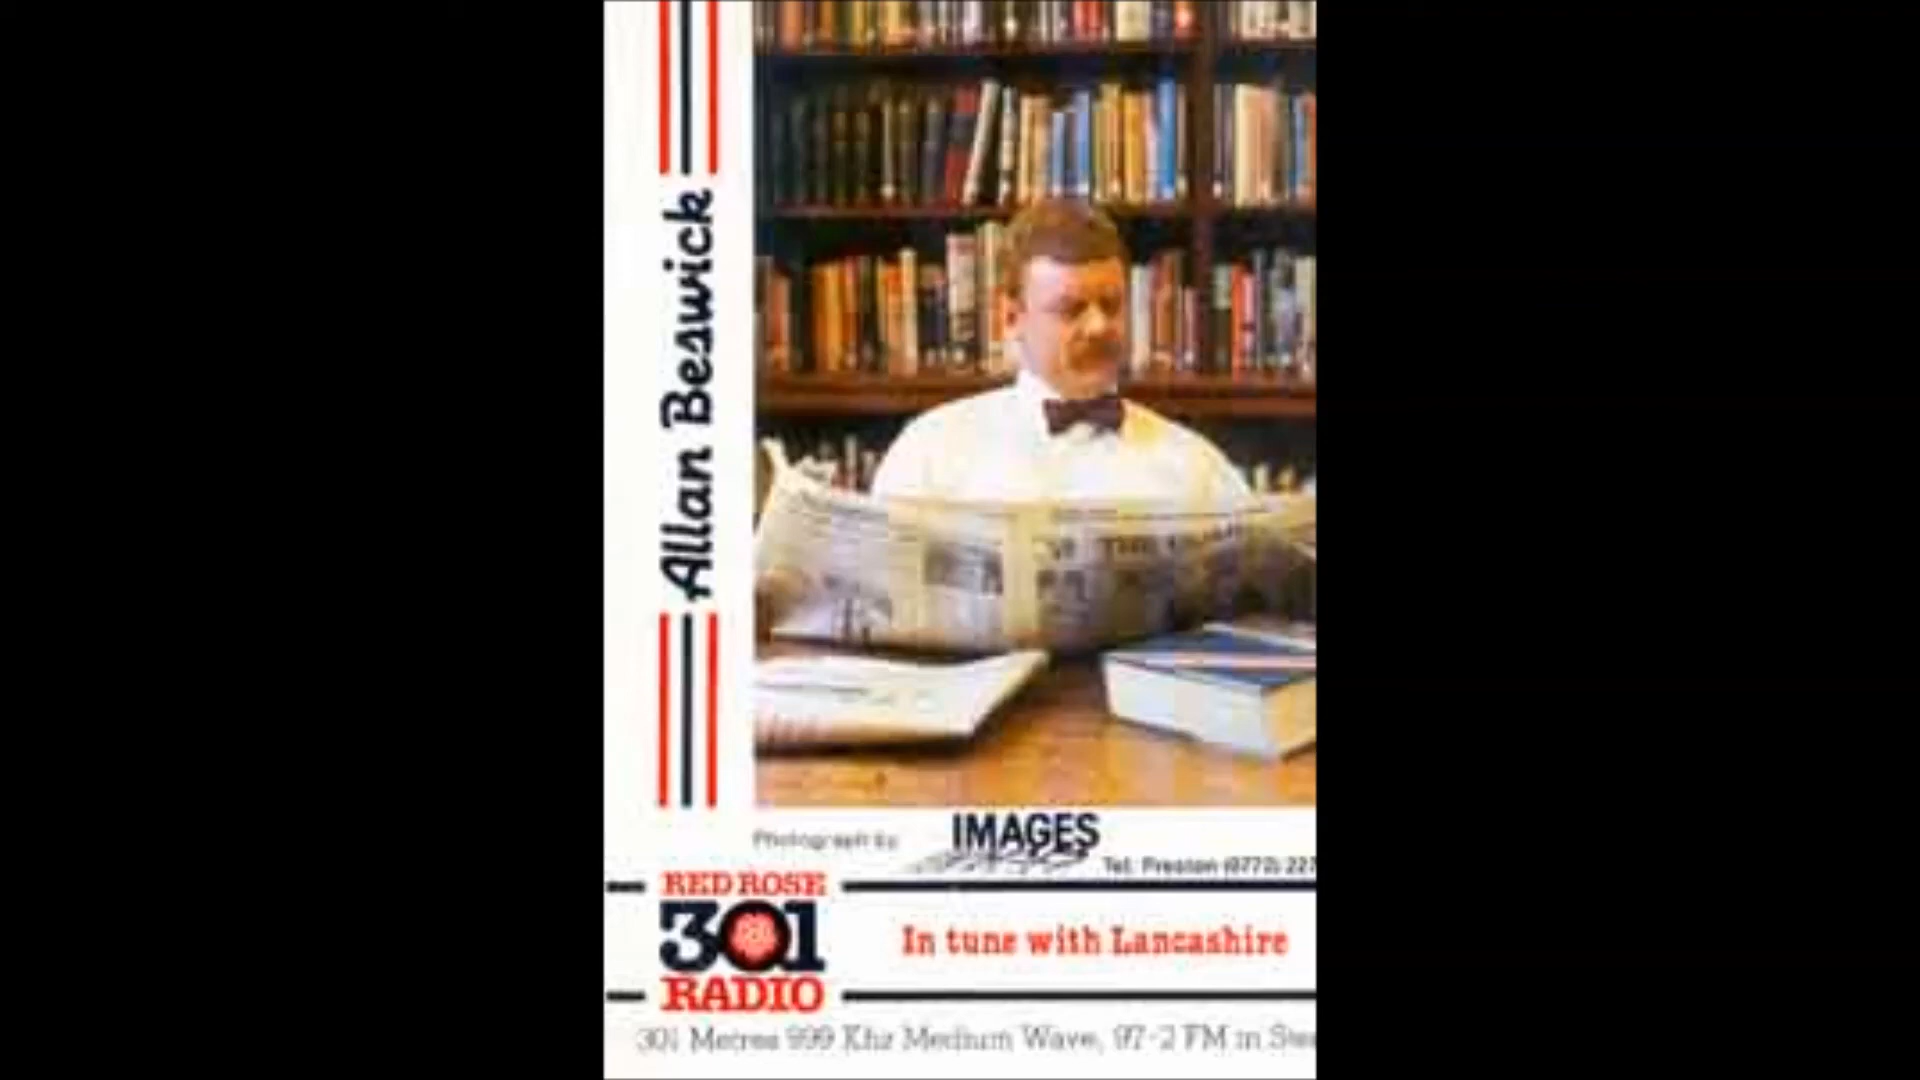 Allan Beswick
Photograph by
IMAGES
Tel. Preston (0772) 227
RED ROSE
301
RADIO
In tune with Lancashire
301 Metres 999 Khz Medium Wave, 97·2 FM in